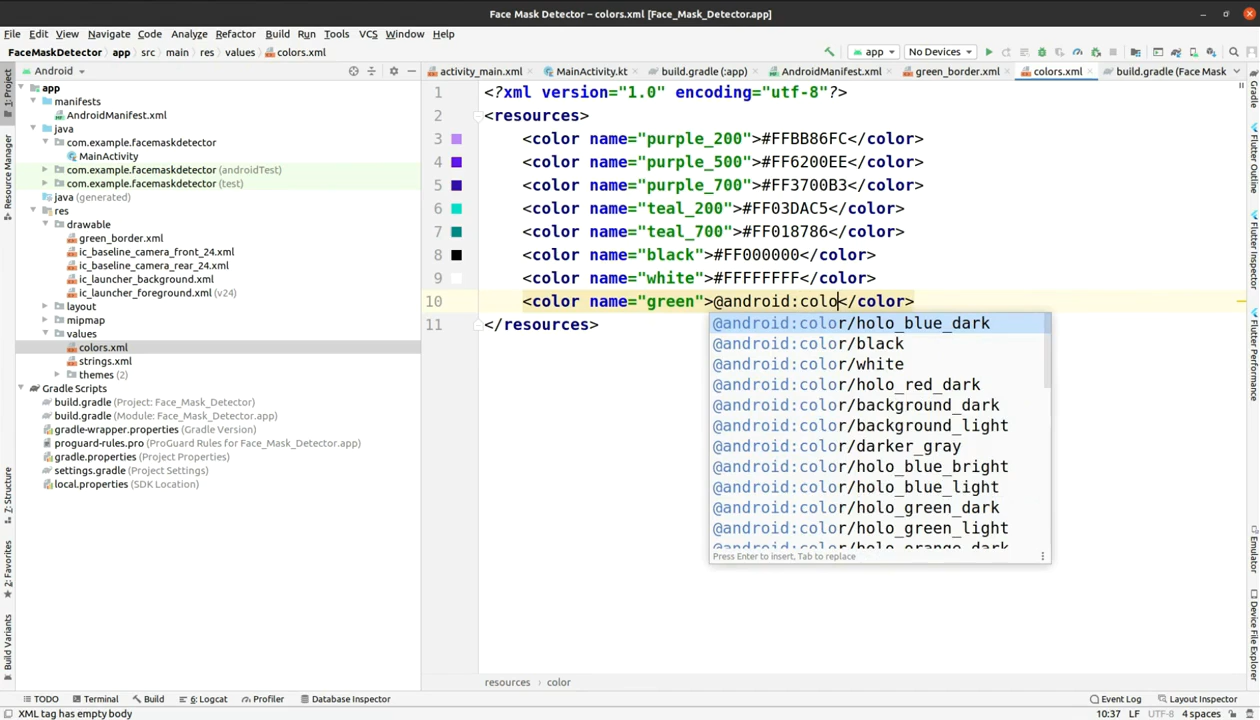 Face Mask Detector – colors.xml [Face_Mask_Detector.app]
File Edit View Navigate Code Analyze Refactor Build Run Tools VCS Window Help
FaceMaskDetector app src main res values colors.xml
app No Devices
Android
activity_main.xml MainActivity.kt build.gradle (:app) AndroidManifest.xml green_border.xml colors.xml build.gradle (Face Mask
1: Project
Resource Manager
Z: Structure
2: Favorites
Build Variants
app
manifests
AndroidManifest.xml
java
com.example.facemaskdetector
MainActivity
com.example.facemaskdetector (androidTest)
com.example.facemaskdetector (test)
java (generated)
res
drawable
green_border.xml
ic_baseline_camera_front_24.xml
ic_baseline_camera_rear_24.xml
ic_launcher_background.xml
ic_launcher_foreground.xml (v24)
layout
mipmap
values
colors.xml
strings.xml
themes (2)
Gradle Scripts
build.gradle (Project: Face_Mask_Detector)
build.gradle (Module: Face_Mask_Detector.app)
gradle-wrapper.properties (Gradle Version)
proguard-rules.pro (ProGuard Rules for Face_Mask_Detector.app)
gradle.properties (Project Properties)
settings.gradle (Project Settings)
local.properties (SDK Location)
1 <?xml version="1.0" encoding="utf-8"?>
2 <resources>
3 <color name="purple_200">#FFBB86FC</color>
4 <color name="purple_500">#FF6200EE</color>
5 <color name="purple_700">#FF3700B3</color>
6 <color name="teal_200">#FF03DAC5</color>
7 <color name="teal_700">#FF018786</color>
8 <color name="black">#FF000000</color>
9 <color name="white">#FFFFFFFF</color>
10 <color name="green">@android:colo</color>
11 </resources>
@android:color/holo_blue_dark
@android:color/black
@android:color/white
@android:color/holo_red_dark
@android:color/background_dark
@android:color/background_light
@android:color/darker_gray
@android:color/holo_blue_bright
@android:color/holo_blue_light
@android:color/holo_green_dark
@android:color/holo_green_light
@android:color/holo_orange_dark
Press Enter to insert, Tab to replace
Gradle
Flutter Outline
Flutter Inspector
Flutter Performance
Emulator
Device File Explorer
resources color
TODO Terminal Build 6: Logcat Profiler Database Inspector Event Log Layout Inspector
XML tag has empty body 10:37 LF UTF-8 4 spaces